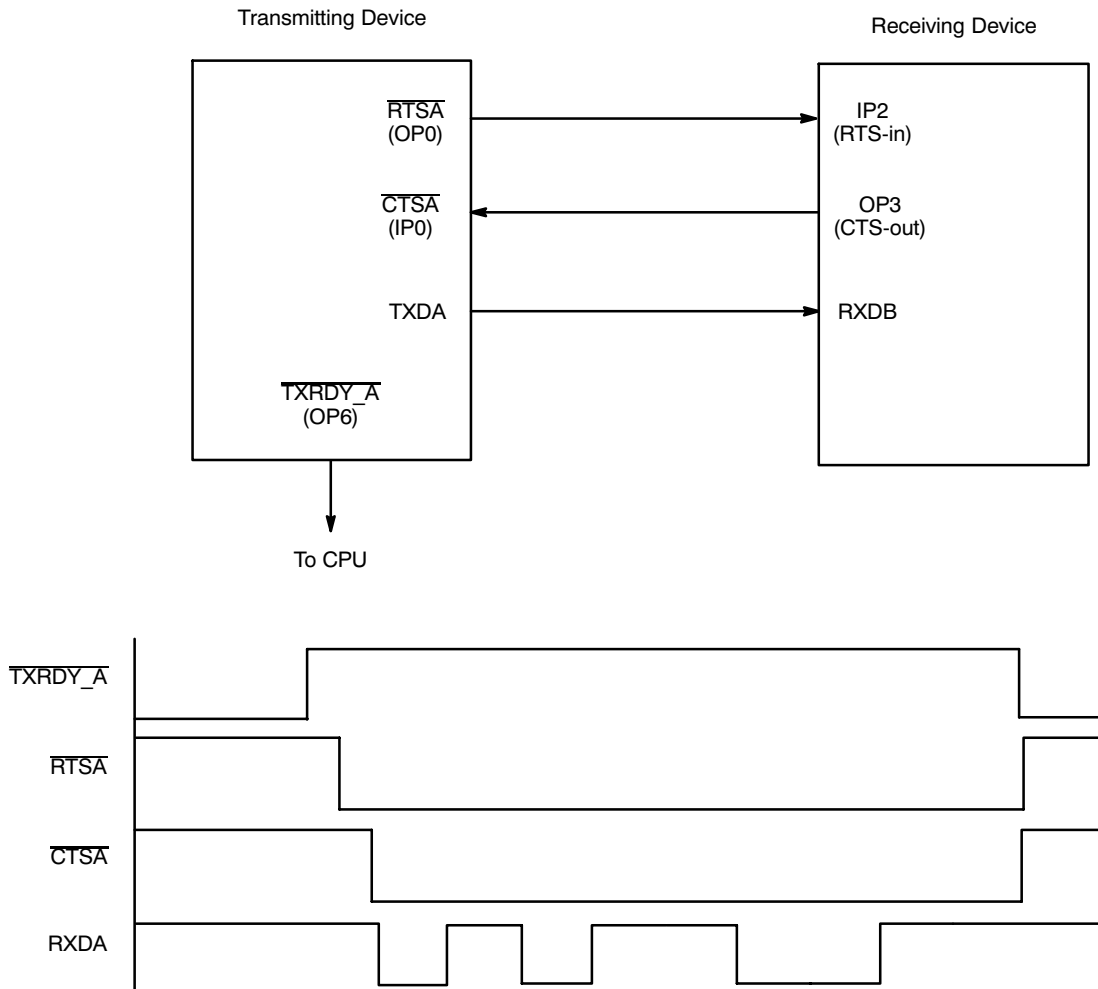 Transmitting Device
Receiving Device
RTSA
(OP0)
IP2
(RTS-in)
CTSA
(IP0)
OP3
(CTS-out)
TXDA
RXDB
TXRDY_A
(OP6)
To CPU
TXRDY_A
RTSA
CTSA
RXDA